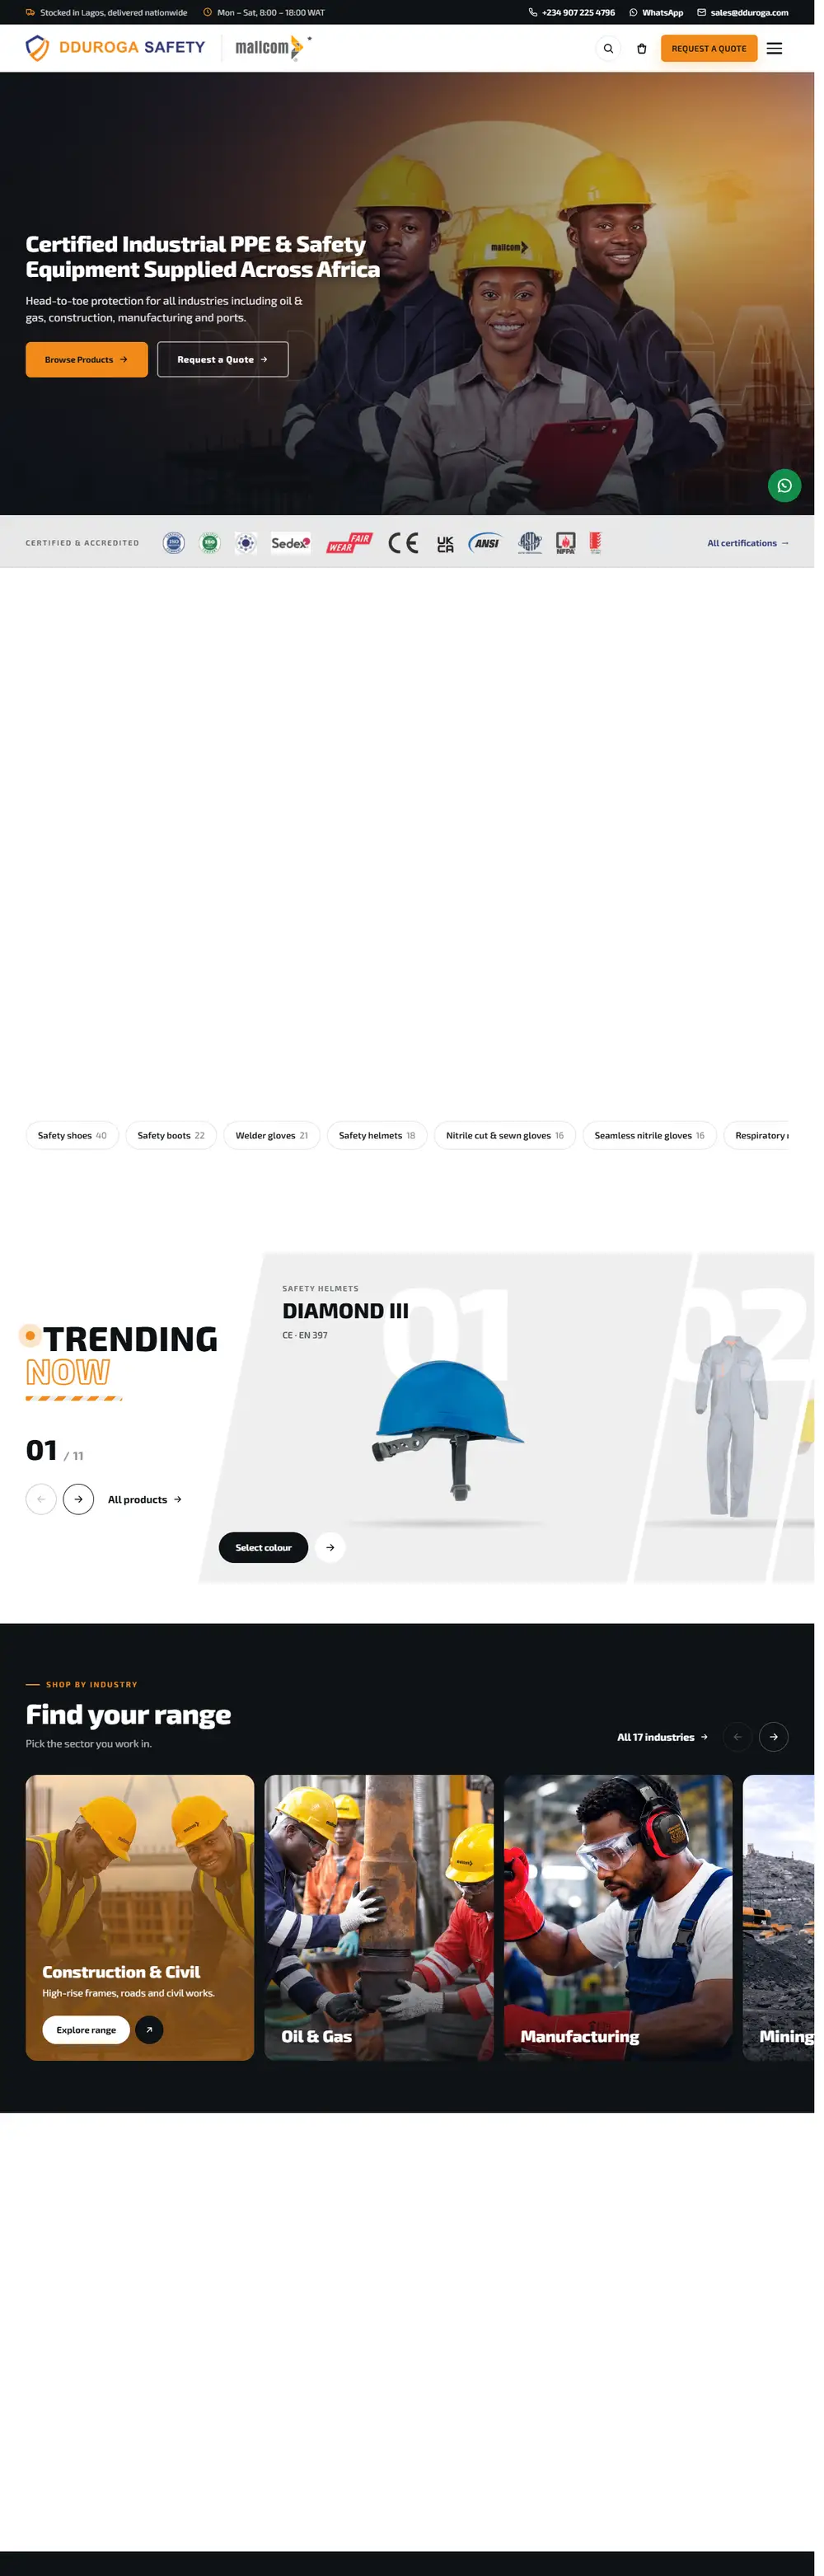 Stocked in Lagos, delivered nationwide
Mon – Sat, 8:00 – 18:00 WAT
+234 907 225 4796
WhatsApp
sales@dduroga.com
DDUROGA SAFETY
mallcom
REQUEST A QUOTE
mallcom
Certified Industrial PPE & Safety
Equipment Supplied Across Africa
Head-to-toe protection for all industries including oil &
gas, construction, manufacturing and ports.
Browse Products →
Request a Quote →
DDUROGA
CERTIFIED & ACCREDITED
ISO
ISO
Sedex
FAIR
WEAR
CE
UK
CA
ANSI
ASTM
NFPA
All certifications →
Safety shoes 40
Safety boots 22
Welder gloves 21
Safety helmets 18
Nitrile cut & sewn gloves 16
Seamless nitrile gloves 16
Respiratory
TRENDING
NOW
01 / 11
All products →
SAFETY HELMETS
DIAMOND III
CE · EN 397
01
02
Select colour
SHOP BY INDUSTRY
Find your range
Pick the sector you work in.
All 17 industries →
Construction & Civil
High-rise frames, roads and civil works.
Explore range
Oil & Gas
Manufacturing
Mining